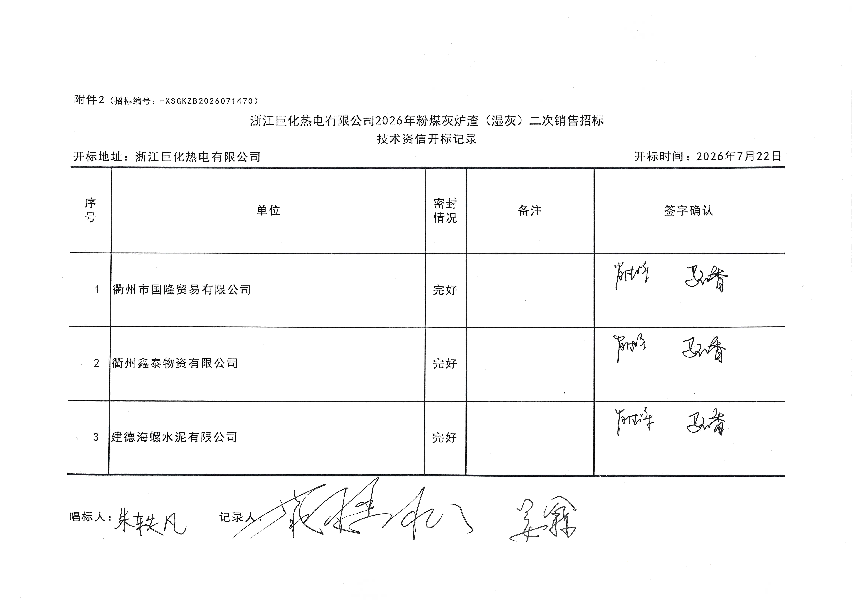 附件2（招标编号：-XSGKZB2026071473）
浙江巨化热电有限公司2026年粉煤灰炉渣（湿灰）二次销售招标
技术资信开标记录
开标地址：浙江巨化热电有限公司 开标时间：2026年7月22日
序号 单位 密封情况 备注 签字确认
1 衢州市国隆贸易有限公司 完好
2 衢州鑫泰物资有限公司 完好
3 建德海螺水泥有限公司 完好
唱标人：朱轶凡 记录人：